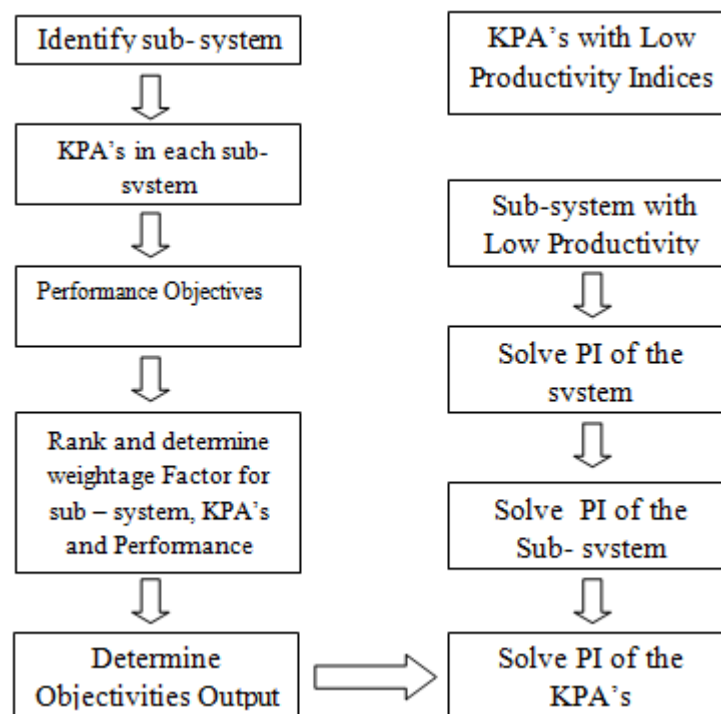 Identify sub- system
KPA's in each sub-
system
Performance Objectives
Rank and determine
weightage Factor for
sub – system, KPA's
and Performance
Determine
Objectivities Output
KPA's with Low
Productivity Indices
Sub-system with
Low Productivity
Solve PI of the
system
Solve PI of the
Sub- system
Solve PI of the
KPA's